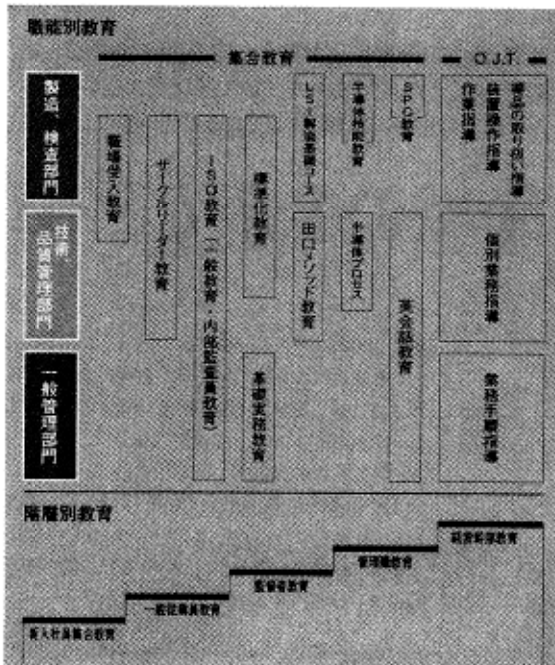 職能別教育
集合教育
O.J.T.
製造、検査部門
技術、
品質管理部門
一般管理部門
職場導入教育
サークルリーダー教育
ISO教育(一般教育・内部監査員教育)
標準化教育
基礎実務教育
LSI製造基礎コース
田口メソッド教育
半導体技能教育
半導体プロセス
SPC教育
英会話教育
製品の取り扱い指導
装置操作指導
作業指導
個別業務指導
業務手順指導
階層別教育
新入社員集合教育
一般従業員教育
監督者教育
管理職教育
経営幹部教育